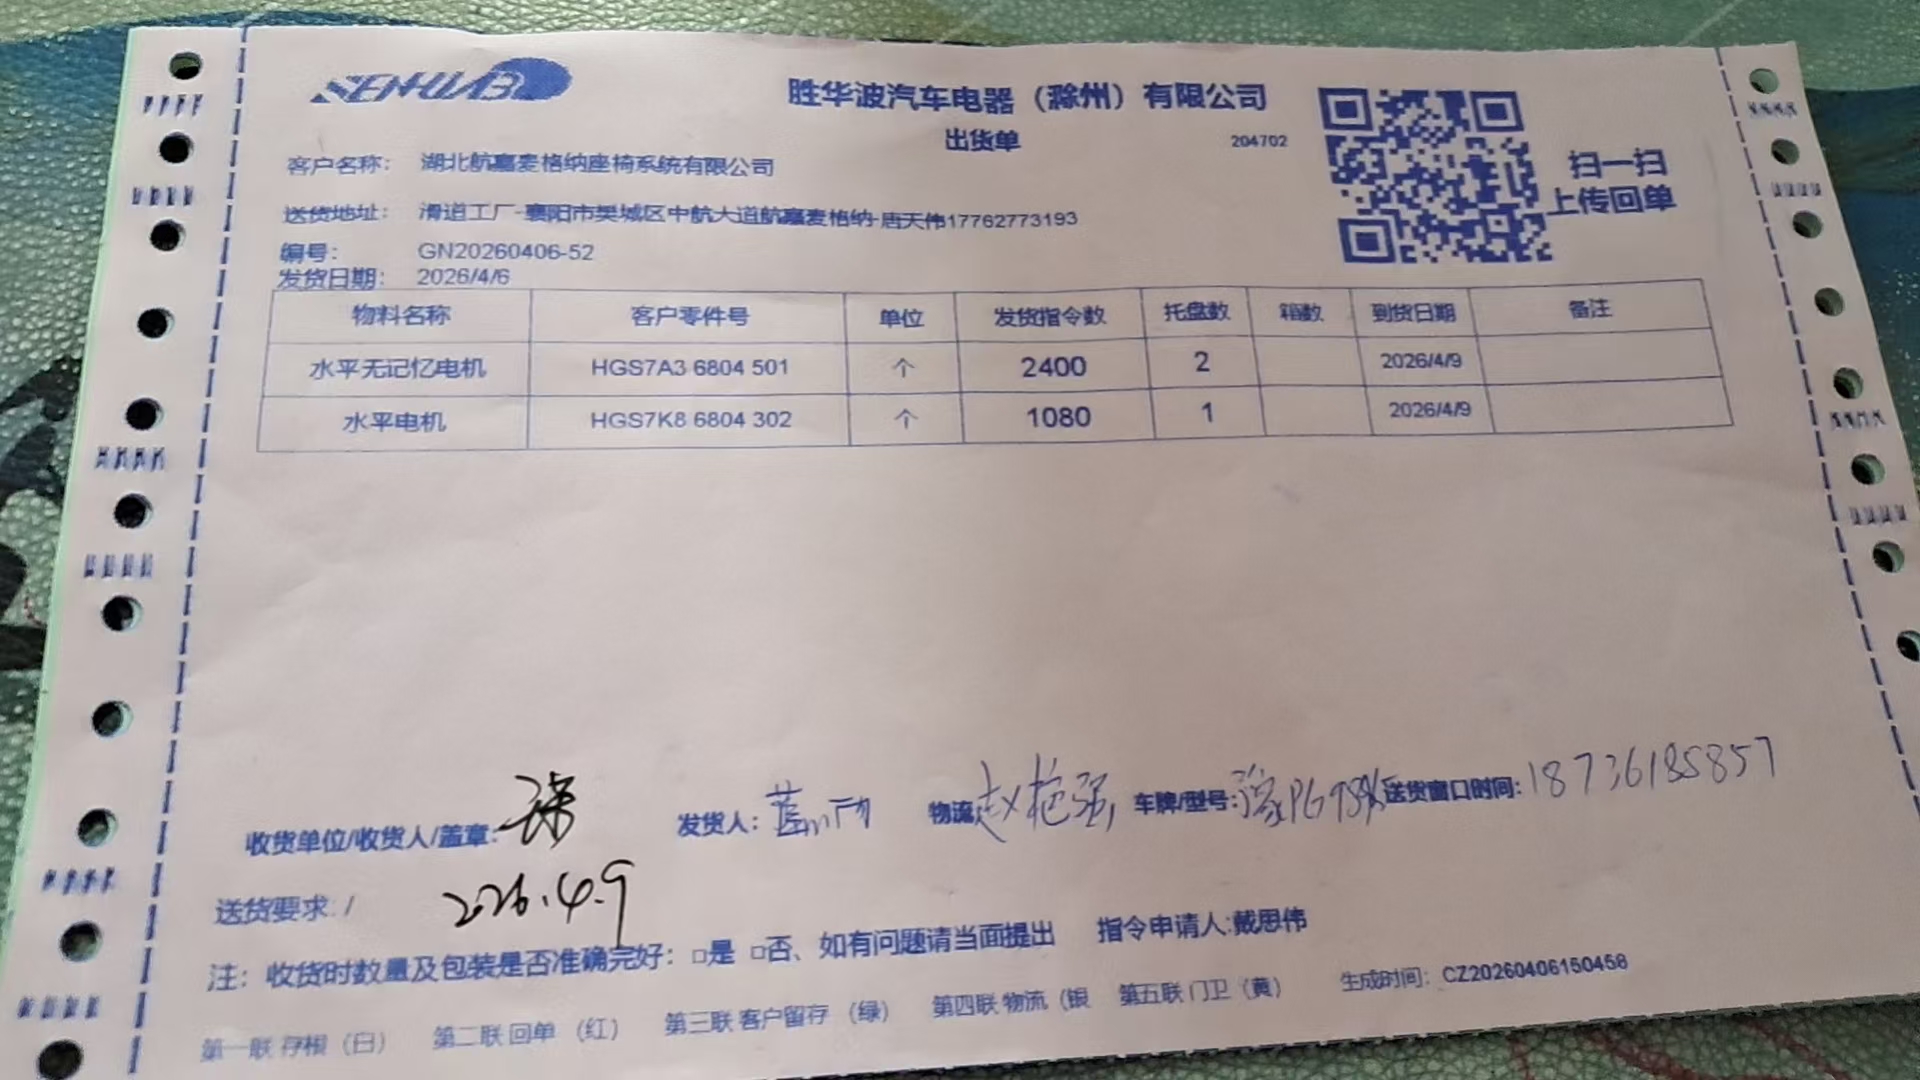 SENHUAB
胜华波汽车电器（滁州）有限公司
出货单 204702
扫一扫
上传回单
客户名称： 湖北航嘉麦格纳座椅系统有限公司
送货地址： 滑道工厂-襄阳市樊城区中航大道航嘉麦格纳-唐天伟17762773193
编号： GN20260406-52
发货日期： 2026/4/6
物料名称 客户零件号 单位 发货指令数 托盘数 箱数 到货日期 备注
水平无记忆电机 HGS7A3 6804 501 个 2400 2 2026/4/9
水平电机 HGS7K8 6804 302 个 1080 1 2026/4/9
收货单位/收货人/盖章： 发货人： 物流 赵 强 车牌/型号： 送货窗口时间： 18736185857
送货要求：/ 2026.4.9
注：收货时数量及包装是否准确完好：□是 □否、如有问题请当面提出 指令申请人:戴思伟
第一联 存根（白） 第二联 回单（红） 第三联 客户留存（绿） 第四联 物流（银 第五联 门卫（黄） 生成时间：CZ20260406150458